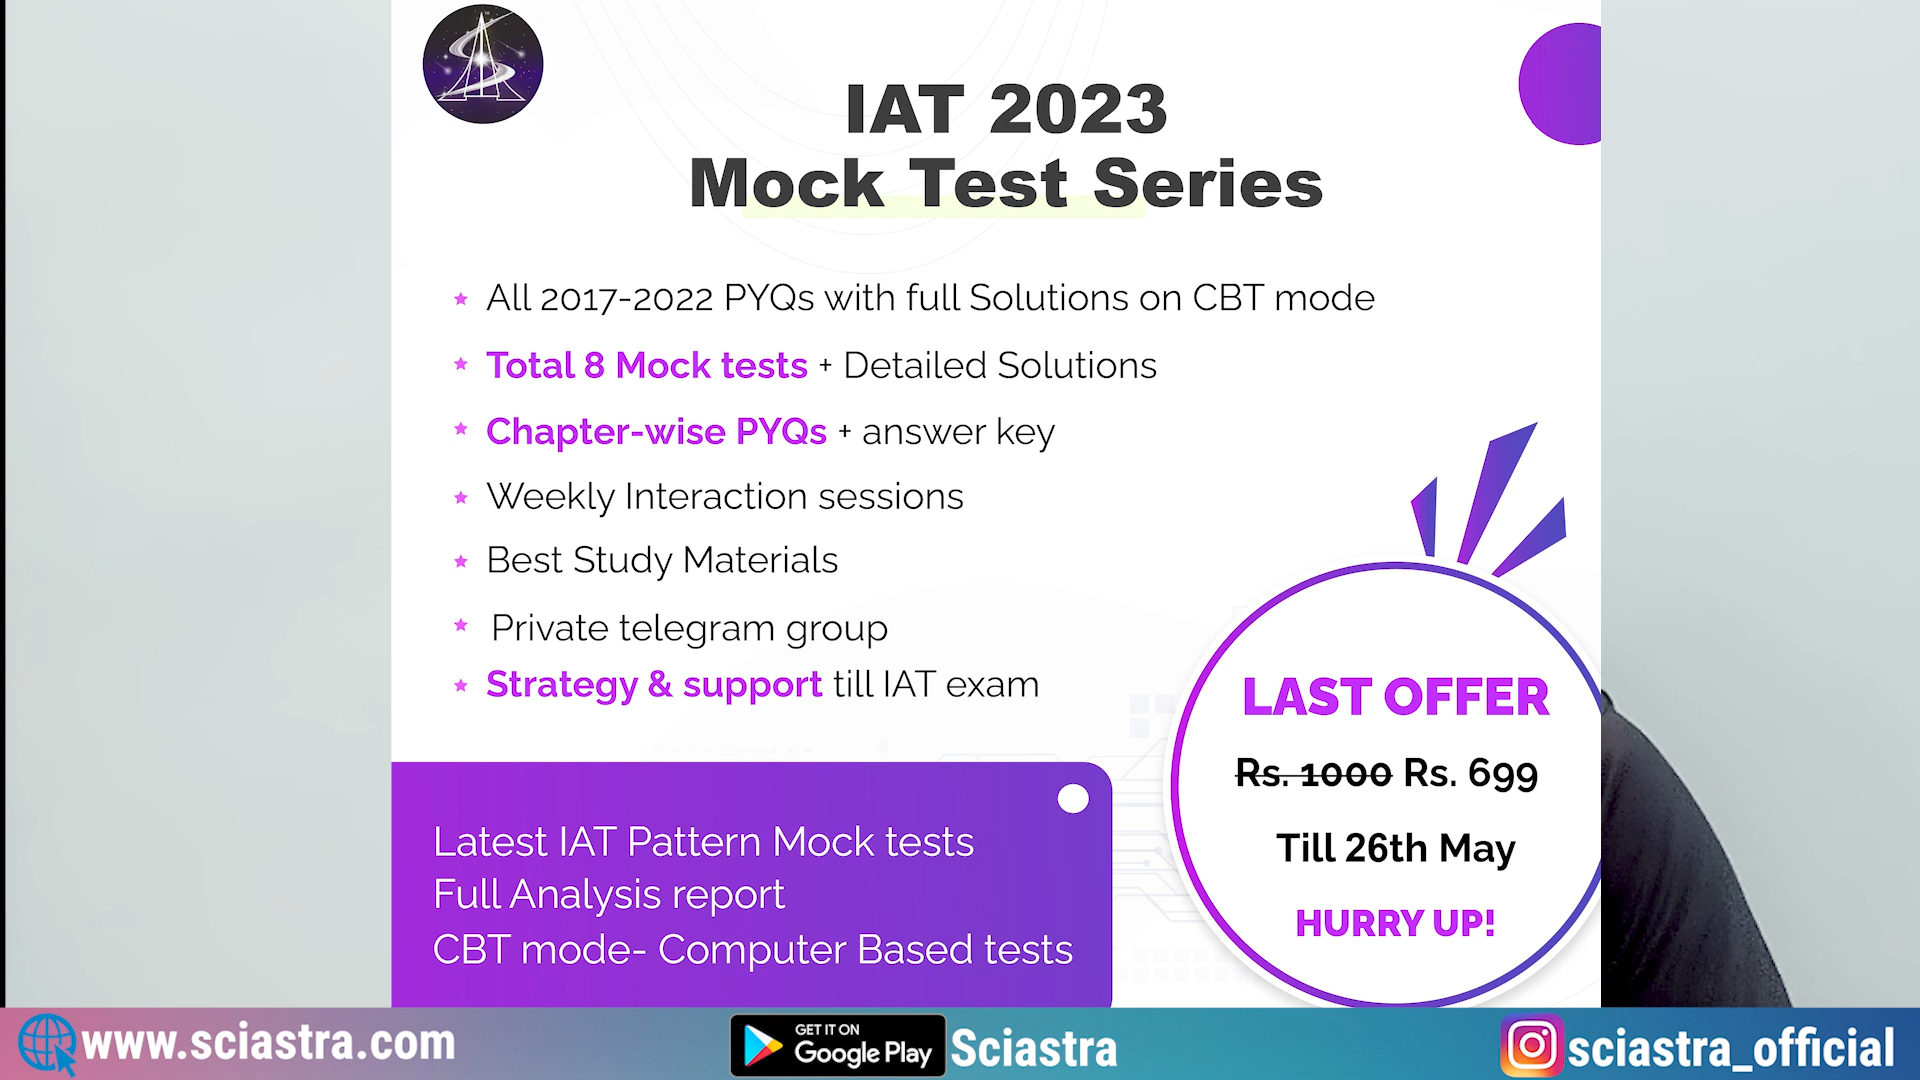 IAT 2023
Mock Test Series
All 2017-2022 PYQs with full Solutions on CBT mode
Total 8 Mock tests + Detailed Solutions
Chapter-wise PYQs + answer key
Weekly Interaction sessions
Best Study Materials
Private telegram group
Strategy & support till IAT exam
Latest IAT Pattern Mock tests
Full Analysis report
CBT mode- Computer Based tests
LAST OFFER
Rs. 1000 Rs. 699
Till 26th May
HURRY UP!
www.sciastra.com
GET IT ON
Google Play
Sciastra
sciastra_official